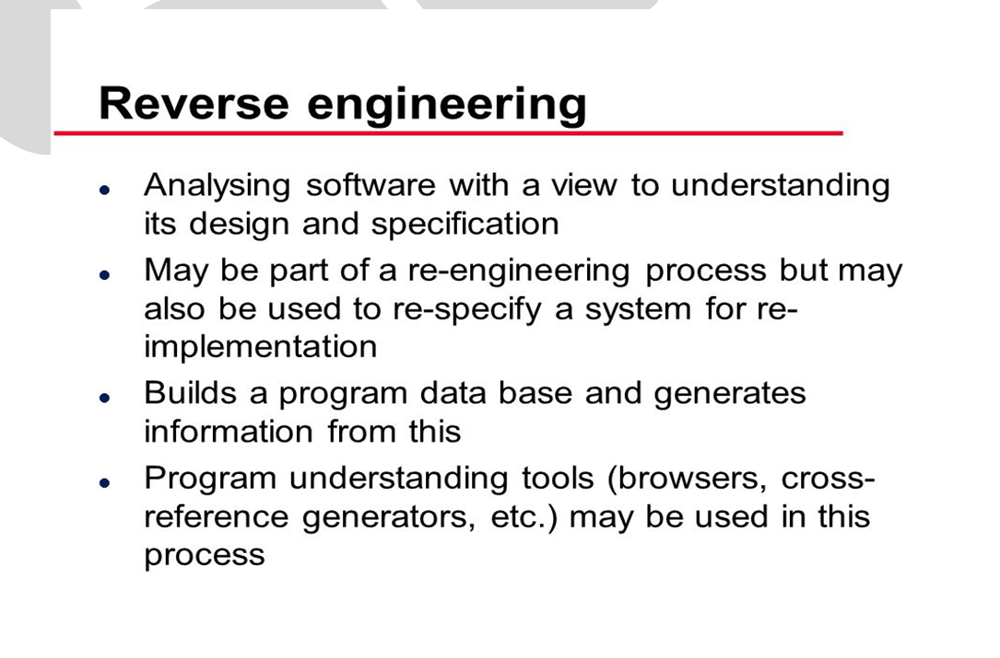 Reverse engineering
Analysing software with a view to understanding
its design and specification
May be part of a re-engineering process but may
also be used to re-specify a system for re-
implementation
Builds a program data base and generates
information from this
Program understanding tools (browsers, cross-
reference generators, etc.) may be used in this
process